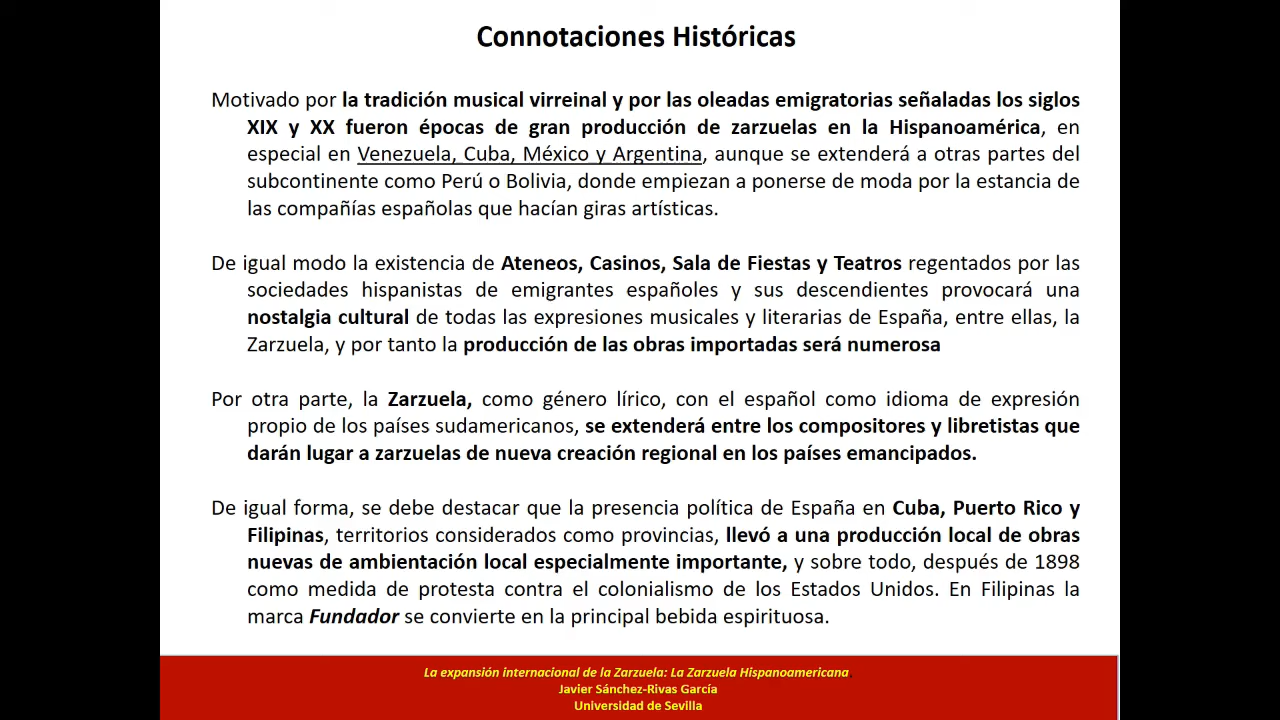 Connotaciones Históricas
Motivado por la tradición musical virreinal y por las oleadas emigratorias señaladas los siglos
XIX y XX fueron épocas de gran producción de zarzuelas en la Hispanoamérica, en
especial en Venezuela, Cuba, México y Argentina, aunque se extenderá a otras partes del
subcontinente como Perú o Bolivia, donde empiezan a ponerse de moda por la estancia de
las compañías españolas que hacían giras artísticas.
De igual modo la existencia de Ateneos, Casinos, Sala de Fiestas y Teatros regentados por las
sociedades hispanistas de emigrantes españoles y sus descendientes provocará una
nostalgia cultural de todas las expresiones musicales y literarias de España, entre ellas, la
Zarzuela, y por tanto la producción de las obras importadas será numerosa
Por otra parte, la Zarzuela, como género lírico, con el español como idioma de expresión
propio de los países sudamericanos, se extenderá entre los compositores y libretistas que
darán lugar a zarzuelas de nueva creación regional en los países emancipados.
De igual forma, se debe destacar que la presencia política de España en Cuba, Puerto Rico y
Filipinas, territorios considerados como provincias, llevó a una producción local de obras
nuevas de ambientación local especialmente importante, y sobre todo, después de 1898
como medida de protesta contra el colonialismo de los Estados Unidos. En Filipinas la
marca Fundador se convierte en la principal bebida espirituosa.
La expansión internacional de la Zarzuela: La Zarzuela Hispanoamericana
Javier Sánchez-Rivas García
Universidad de Sevilla